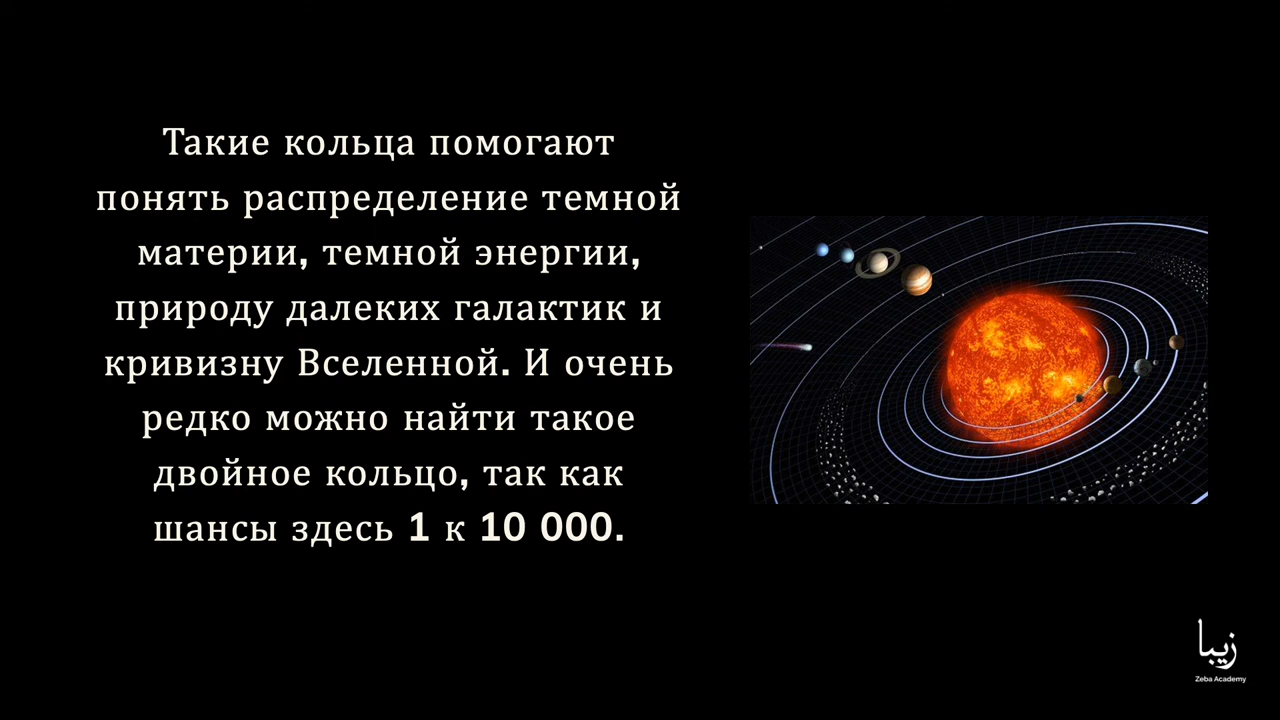 Такие кольца помогают
понять распределение темной
материи, темной энергии,
природу далеких галактик и
кривизну Вселенной. И очень
редко можно найти такое
двойное кольцо, так как
шансы здесь 1 к 10 000.
زیبا
Zeba Academy